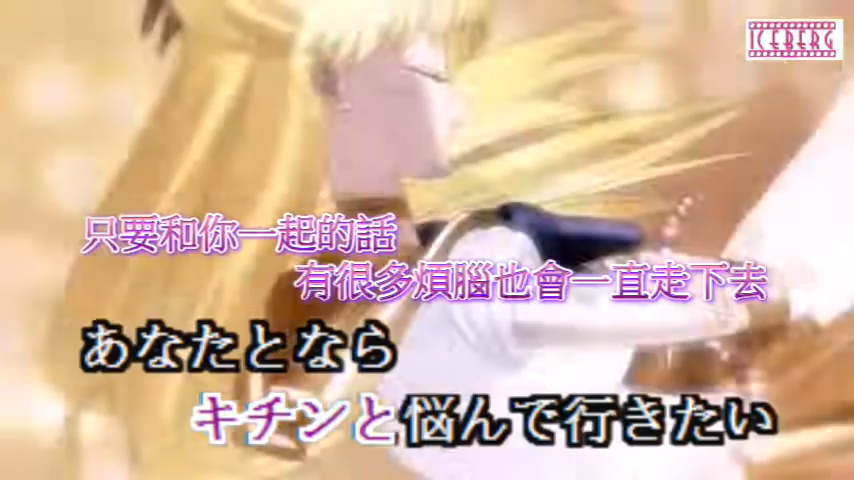 ICEBERG
只要和你一起的話
有很多煩腦也會一直走下去
あなたとなら
キチンと悩んで行きたい